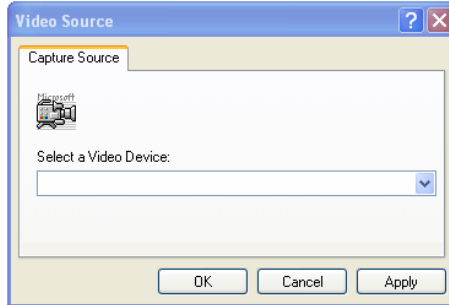 Video Source
Capture Source
Microsoft
Select a Video Device:
OK Cancel Apply